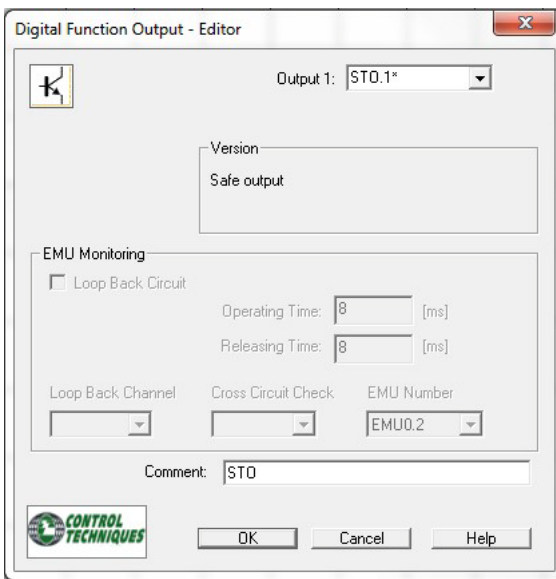 Digital Function Output - Editor
Output 1: STO.1*
Version
Safe output
EMU Monitoring
Loop Back Circuit
Operating Time: 8 [ms]
Releasing Time: 8 [ms]
Loop Back Channel Cross Circuit Check EMU Number
EMU0.2
Comment: STO
CONTROL
TECHNIQUES
OK Cancel Help